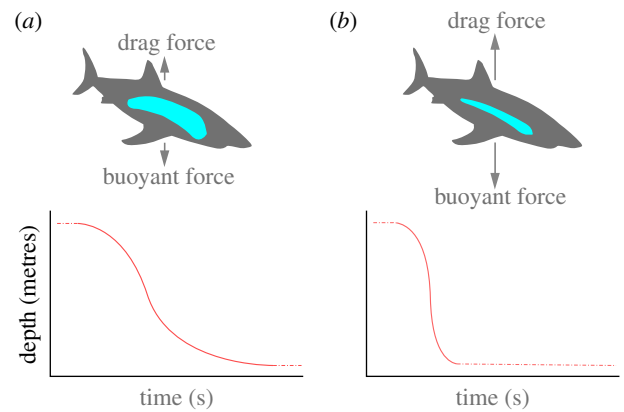 (a)
drag force
buoyant force
depth (metres)
time (s)
(b)
drag force
buoyant force
time (s)